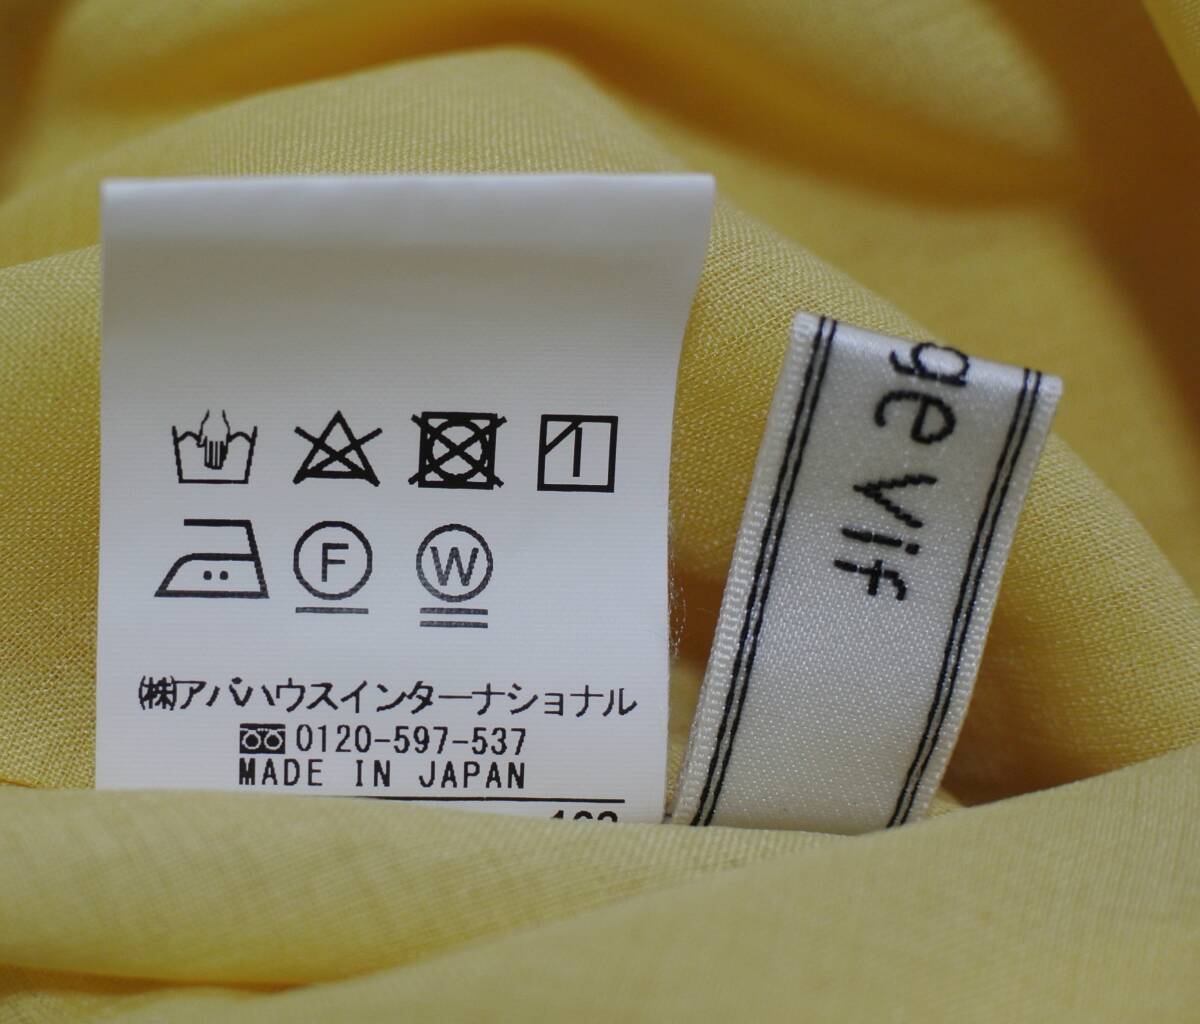 F W
㈱アバハウスインターナショナル
0120-597-537
MADE IN JAPAN
ge Vif